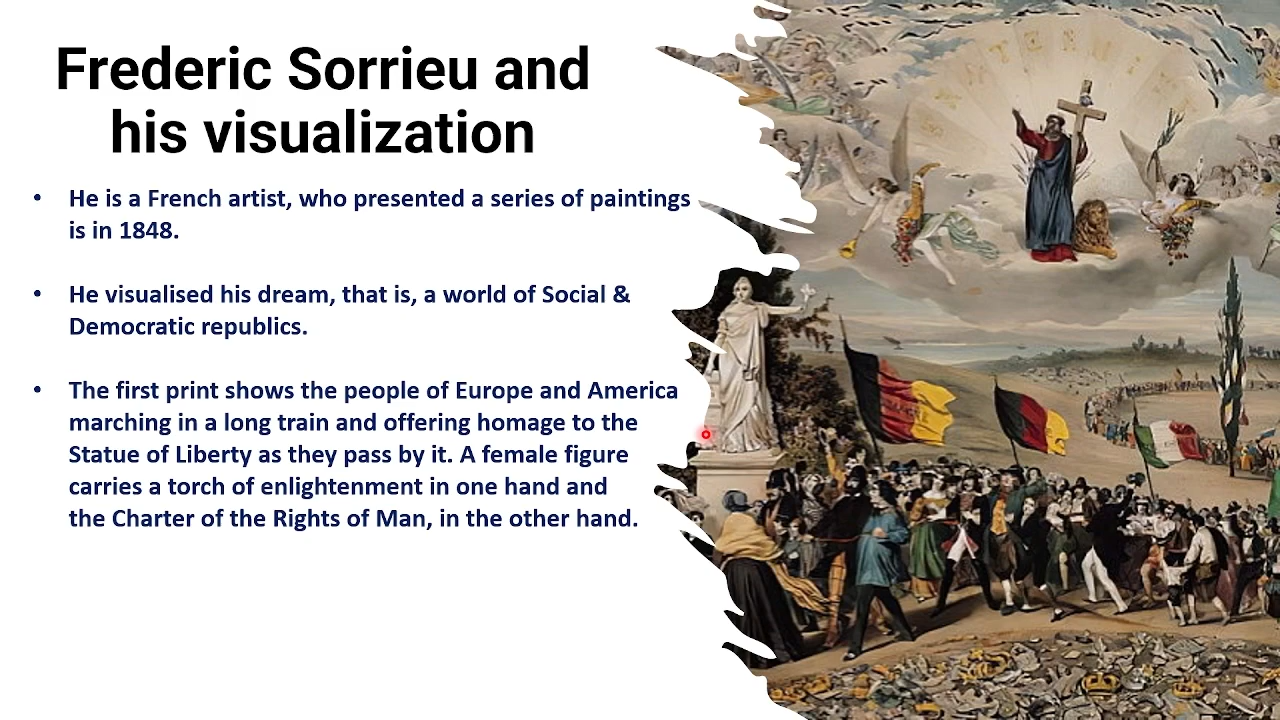 Frederic Sorrieu and
his visualization
• He is a French artist, who presented a series of paintings
is in 1848.
• He visualised his dream, that is, a world of Social &
Democratic republics.
• The first print shows the people of Europe and America
marching in a long train and offering homage to the
Statue of Liberty as they pass by it. A female figure
carries a torch of enlightenment in one hand and
the Charter of the Rights of Man, in the other hand.